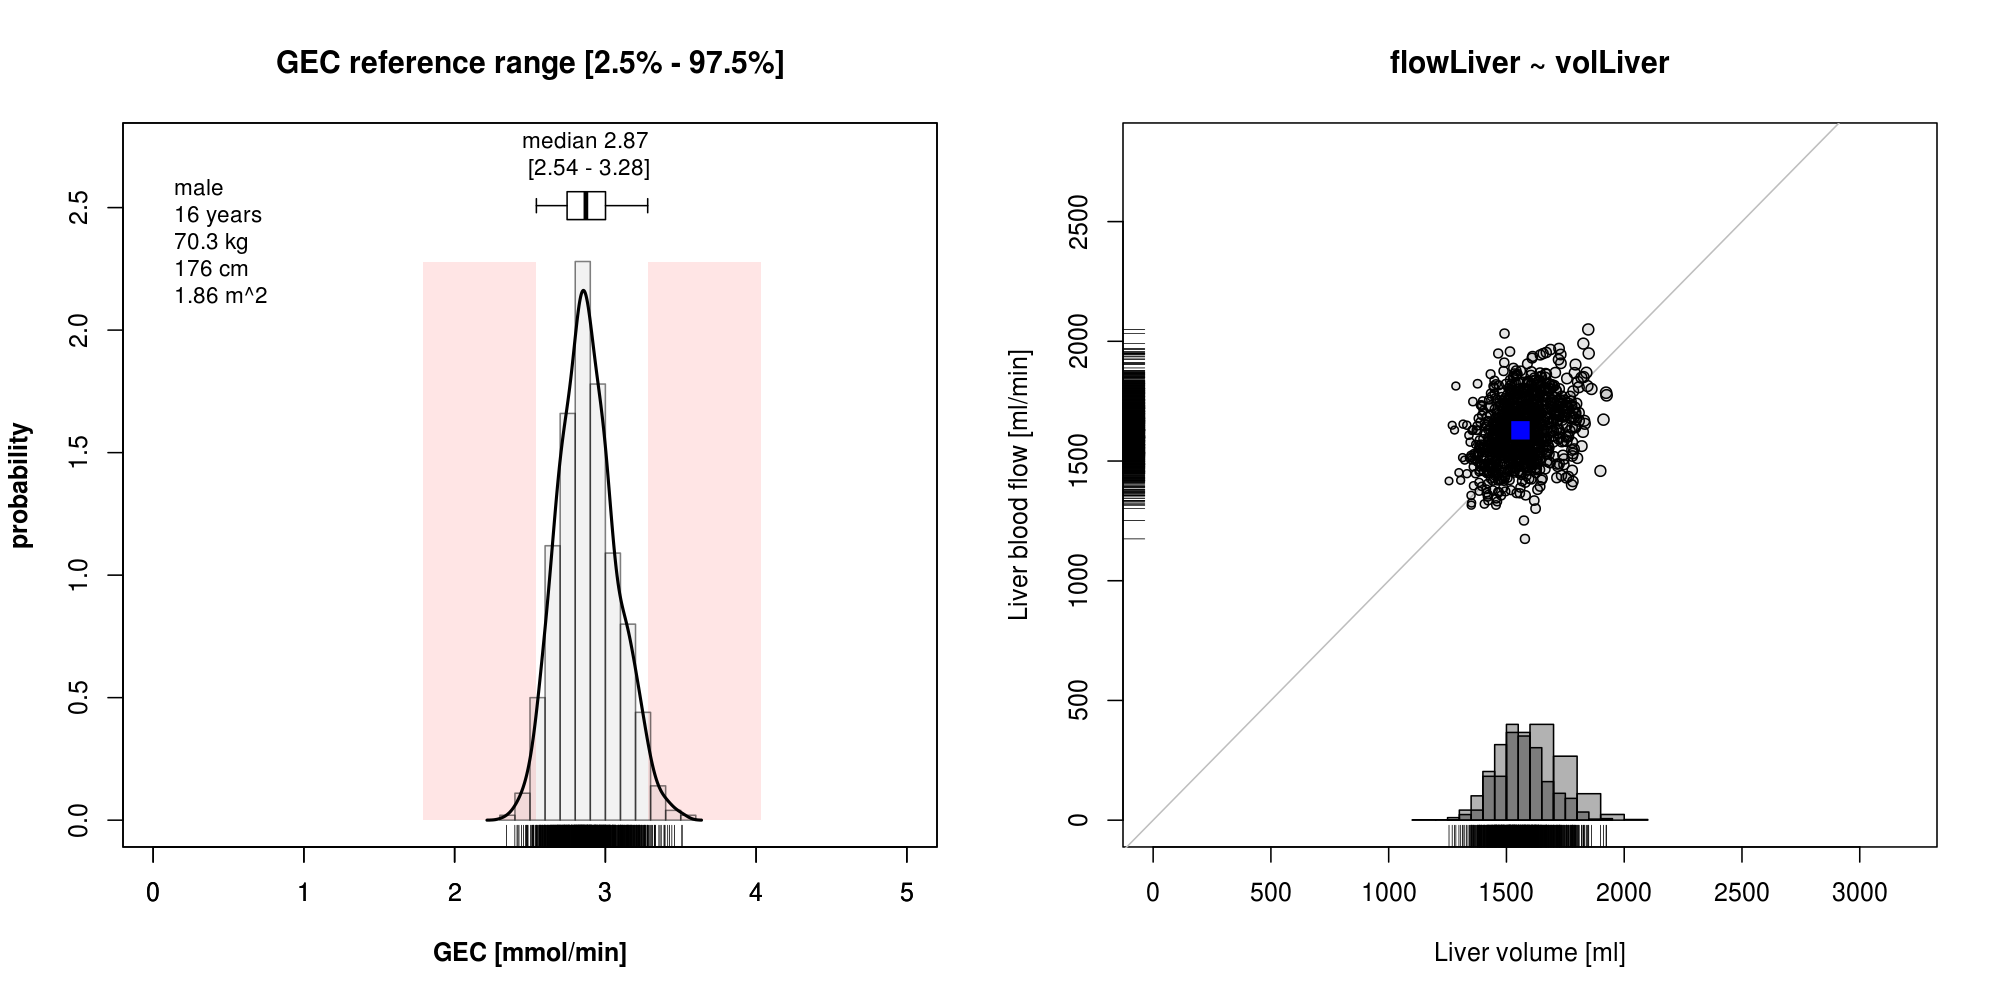 GEC reference range [2.5% - 97.5%]
median 2.87
[2.54 - 3.28]
male
16 years
70.3 kg
176 cm
1.86 m^2
probability
0.0
0.5
1.0
1.5
2.0
2.5
0 1 2 3 4 5
GEC [mmol/min]
flowLiver ~ volLiver
Liver blood flow [ml/min]
0
500
1000
1500
2000
2500
0 500 1000 1500 2000 2500 3000
Liver volume [ml]